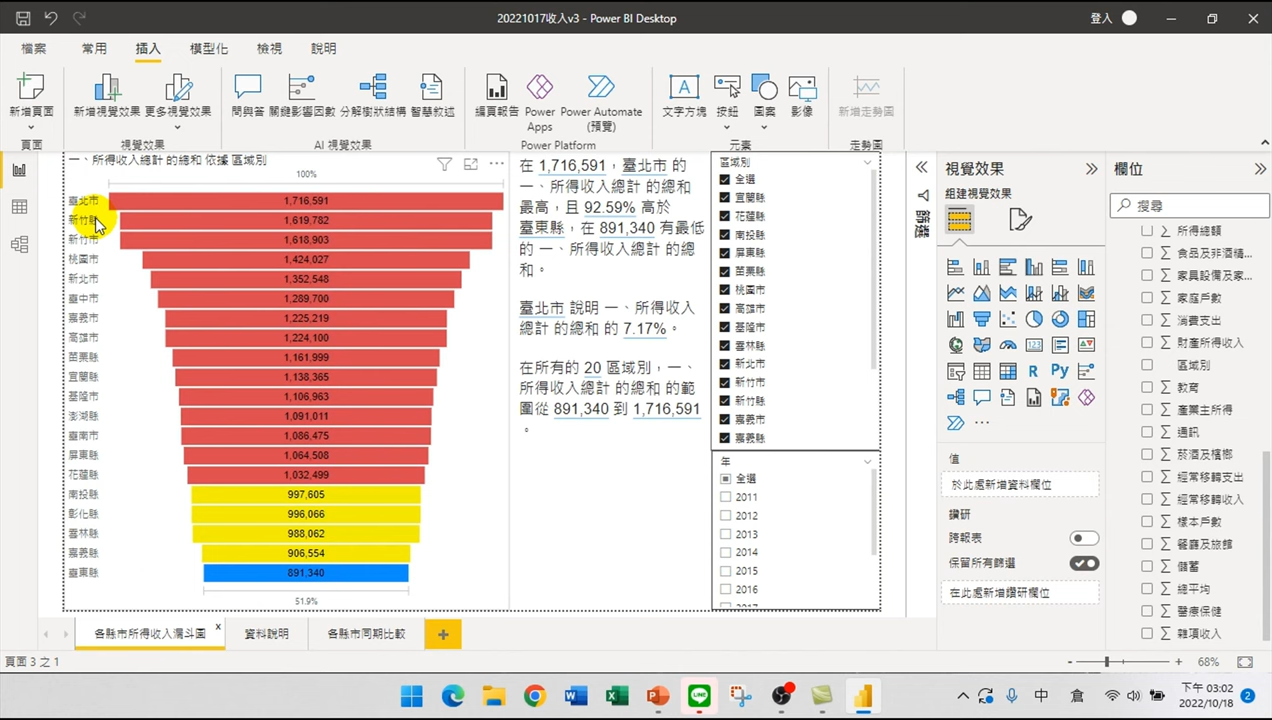 20221017收入v3 - Power BI Desktop
登入
檔案
常用
插入
模型化
檢視
說明
新增頁面
新增視覺效果
更多視覺效果
問與答
關鍵影響因數
分解樹狀結構
智慧敘述
編頁報告
Power Apps
Power Automate (預覽)
文字方塊
按鈕
圖案
影像
新增走勢圖
頁面
視覺效果
AI 視覺效果
Power Platform
元素
走勢圖
一、所得收入總計 的總和 依據 區域別
100%
臺北市 1,716,591
新竹縣 1,619,782
新竹市 1,618,903
桃園市 1,424,027
新北市 1,352,548
臺中市 1,289,700
嘉義市 1,225,219
高雄市 1,224,100
苗栗縣 1,161,999
宜蘭縣 1,138,365
基隆市 1,106,963
澎湖縣 1,091,011
臺南市 1,086,475
屏東縣 1,064,508
花蓮縣 1,032,499
南投縣 997,605
彰化縣 996,066
雲林縣 988,062
嘉義縣 906,554
臺東縣 891,340
51.9%
在 1,716,591，臺北市 的
一、所得收入總計 的總和
最高，且 92.59% 高於
臺東縣，在 891,340 有最低
的 一、所得收入總計 的總
和。
臺北市 說明 一、所得收入
總計 的總和 的 7.17%。
在所有的 20 區域別，一、
所得收入總計 的總和 的範
圍從 891,340 到 1,716,591
。
區域別
全選
宜蘭縣
花蓮縣
南投縣
屏東縣
苗栗縣
桃園市
高雄市
基隆市
雲林縣
新北市
新竹市
新竹縣
嘉義市
嘉義縣
年
全選
2011
2012
2013
2014
2015
2016
篩選
視覺效果
組建視覺效果
123
R
Py
值
於此處新增資料欄位
鑽研
跨報表
保留所有篩選
在此處新增鑽研欄位
欄位
搜尋
所得總額
食品及非酒精...
家具設備及家...
家庭戶數
消費支出
財產所得收入
區域別
教育
產業主所得
通訊
菸酒及檳榔
經常移轉支出
經常移轉收入
樣本戶數
餐廳及旅館
儲蓄
總平均
醫療保健
雜項收入
各縣市所得收入漏斗圖
資料說明
各縣市同期比較
頁面 3 之 1
68%
中
倉
下午 03:02
2022/10/18
2